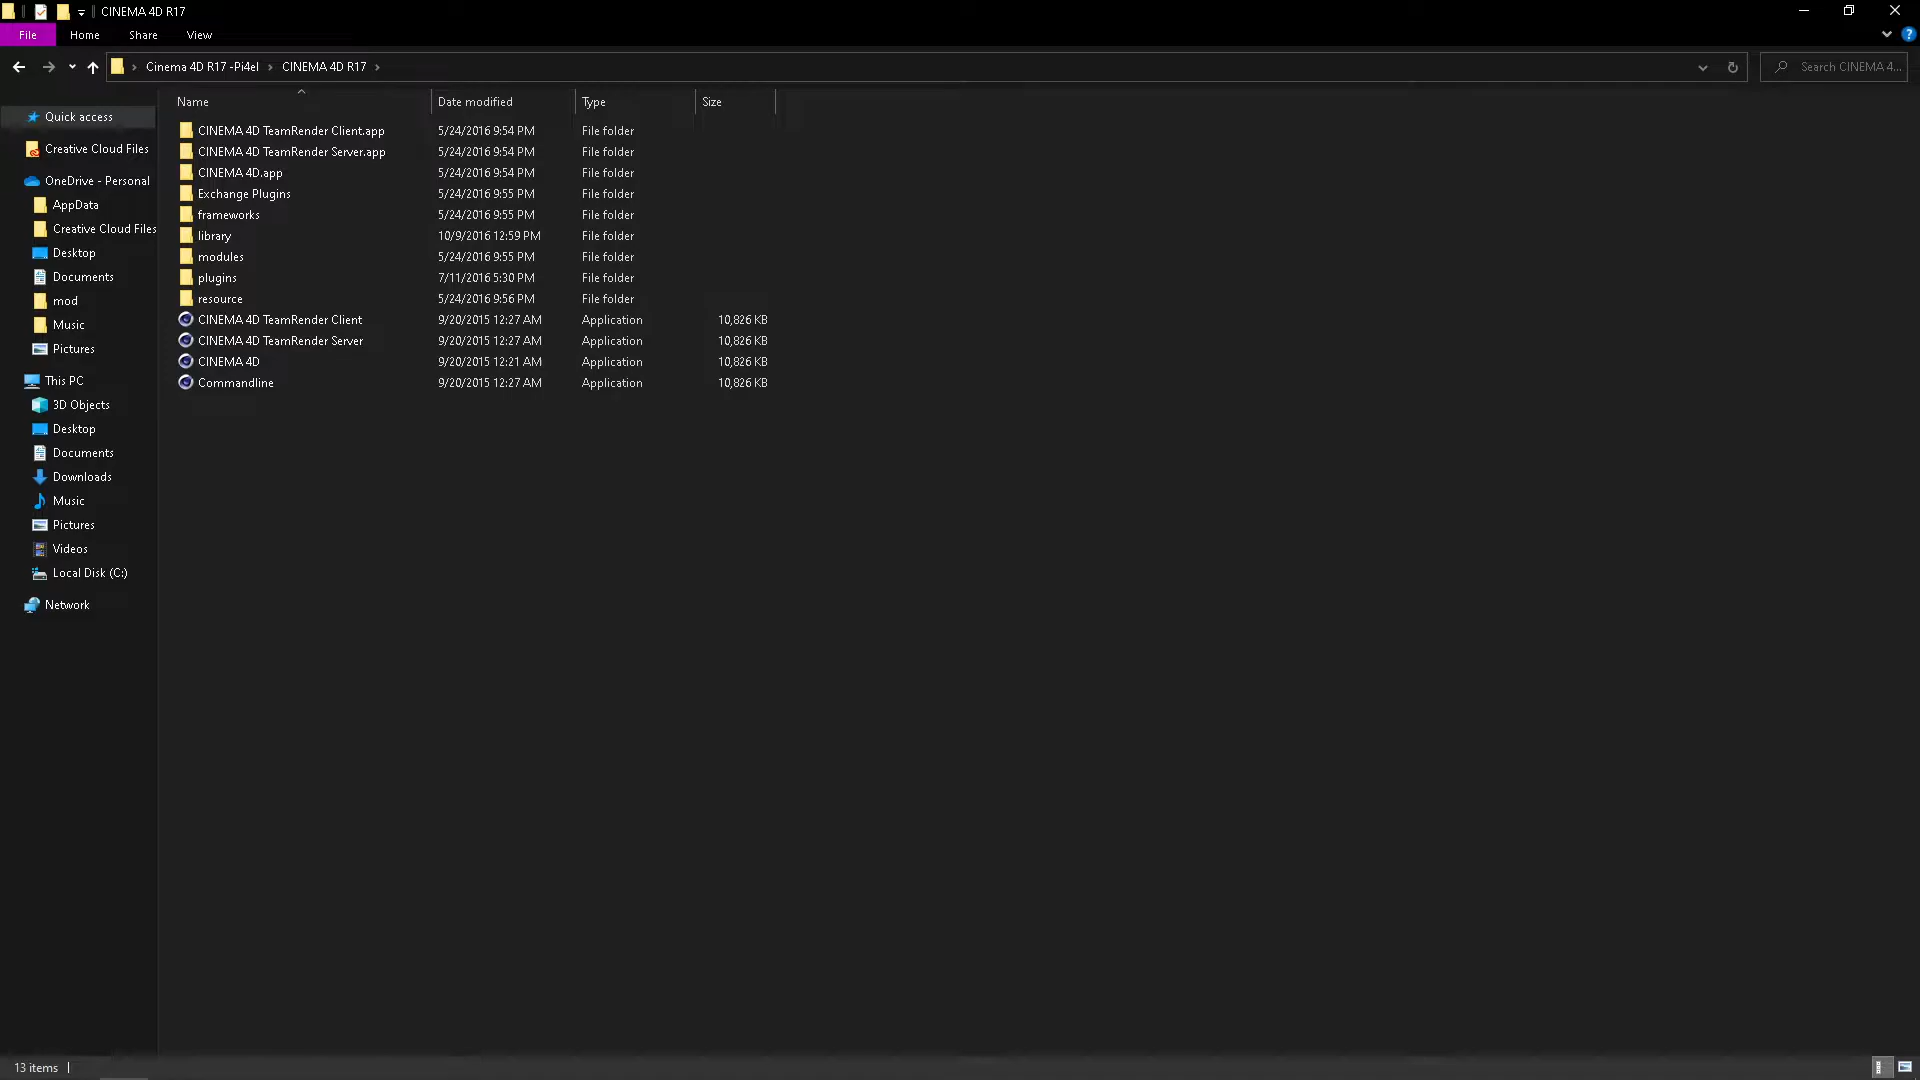 CINEMA 4D R17
File Home Share View
Cinema 4D R17 -Pi4el CINEMA 4D R17 Search CINEMA 4...
Name Date modified Type Size
Quick access
Creative Cloud Files
OneDrive - Personal
AppData
Creative Cloud Files
Desktop
Documents
mod
Music
Pictures
This PC
3D Objects
Desktop
Documents
Downloads
Music
Pictures
Videos
Local Disk (C:)
Network
CINEMA 4D TeamRender Client.app 5/24/2016 9:54 PM File folder
CINEMA 4D TeamRender Server.app 5/24/2016 9:54 PM File folder
CINEMA 4D.app 5/24/2016 9:54 PM File folder
Exchange Plugins 5/24/2016 9:55 PM File folder
frameworks 5/24/2016 9:55 PM File folder
library 10/9/2016 12:59 PM File folder
modules 5/24/2016 9:55 PM File folder
plugins 7/11/2016 5:30 PM File folder
resource 5/24/2016 9:56 PM File folder
CINEMA 4D TeamRender Client 9/20/2015 12:27 AM Application 10,826 KB
CINEMA 4D TeamRender Server 9/20/2015 12:27 AM Application 10,826 KB
CINEMA 4D 9/20/2015 12:21 AM Application 10,826 KB
Commandline 9/20/2015 12:27 AM Application 10,826 KB
13 items